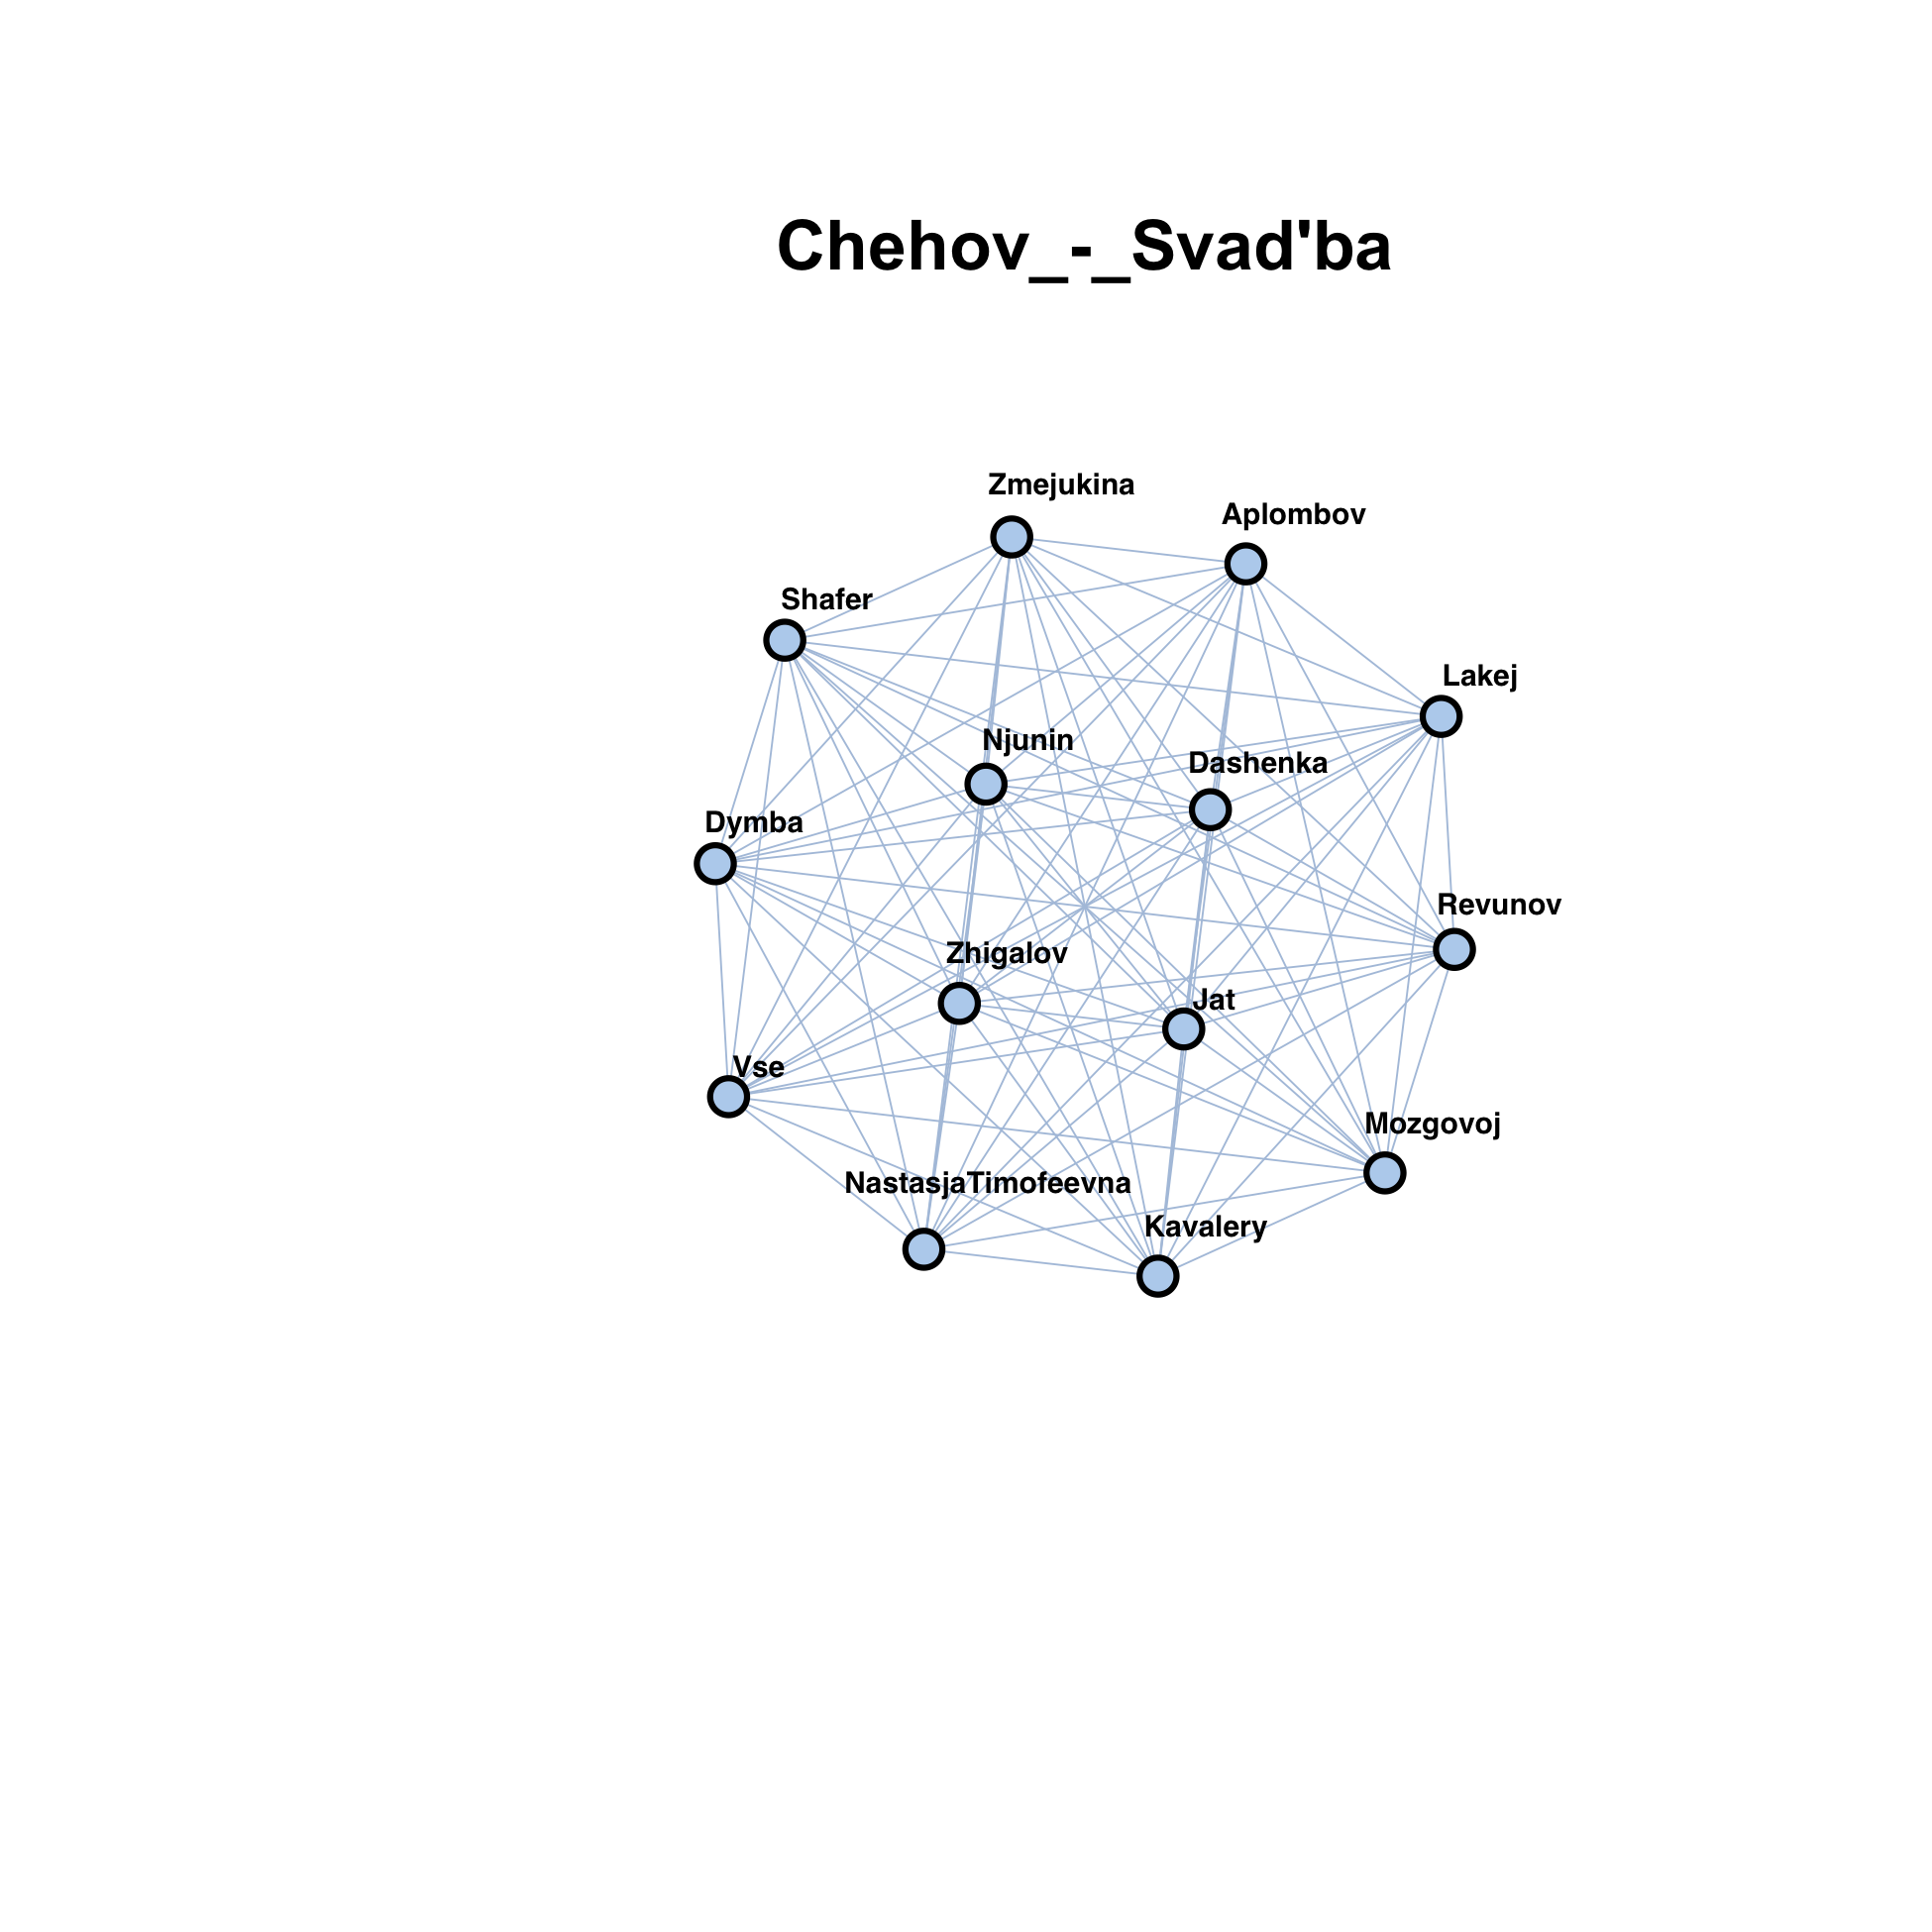 Chehov_-_Svad'ba
Zmejukina
Aplombov
Shafer
Lakej
Njunin
Dashenka
Dymba
Revunov
Zhigalov
Jat
Vse
Mozgovoj
NastasjaTimofeevna
Kavalery